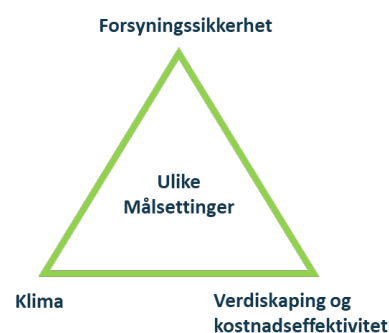 Forsyningssikkerhet
Ulike
Målsettinger
Klima
Verdiskaping og
kostnadseffektivitet